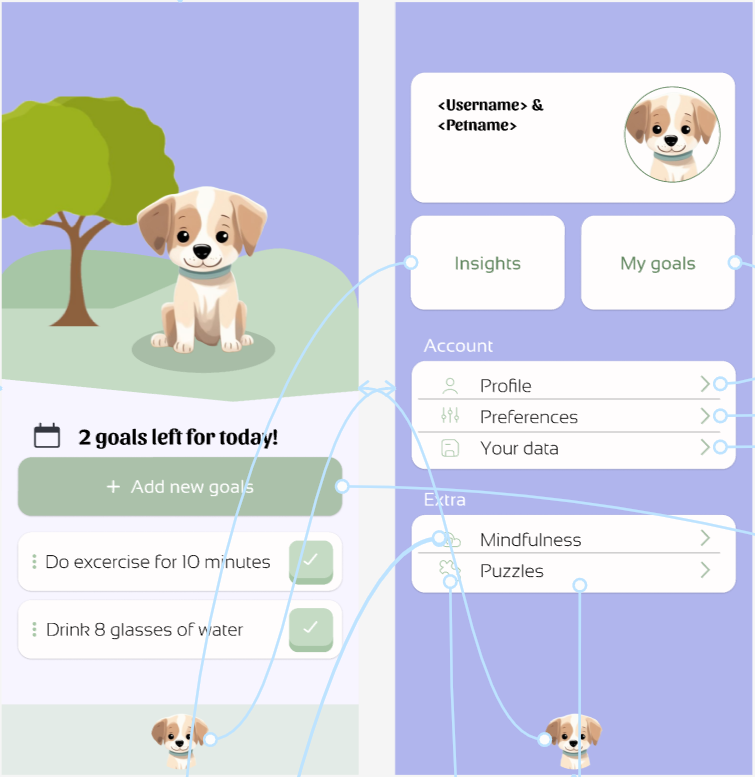 2 goals left for today!
+ Add new goals
Do excercise for 10 minutes
Drink 8 glasses of water
<Username> &
<Petname>
Insights
My goals
Account
Profile
Preferences
Your data
Extra
Mindfulness
Puzzles